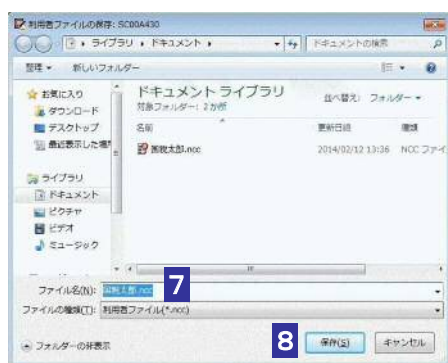 利用者ファイルの保存: SC00A430
ライブラリ ▸ ドキュメント ▸
ドキュメントの検索
整理 ▾ 新しいフォルダー
お気に入り
ダウンロード
デスクトップ
最近表示した場所
ライブラリ
ドキュメント
ピクチャ
ビデオ
ミュージック
ドキュメント ライブラリ
対象フォルダー: 2 か所
並べ替え: フォルダー ▾
名前 更新日時 種類
国税太郎.ncc 2014/02/12 13:36 NCC ファイ
ファイル名(N): 国税太郎.ncc
7
ファイルの種類(T): 利用者ファイル(*.ncc)
フォルダーの非表示
8
保存(S) キャンセル